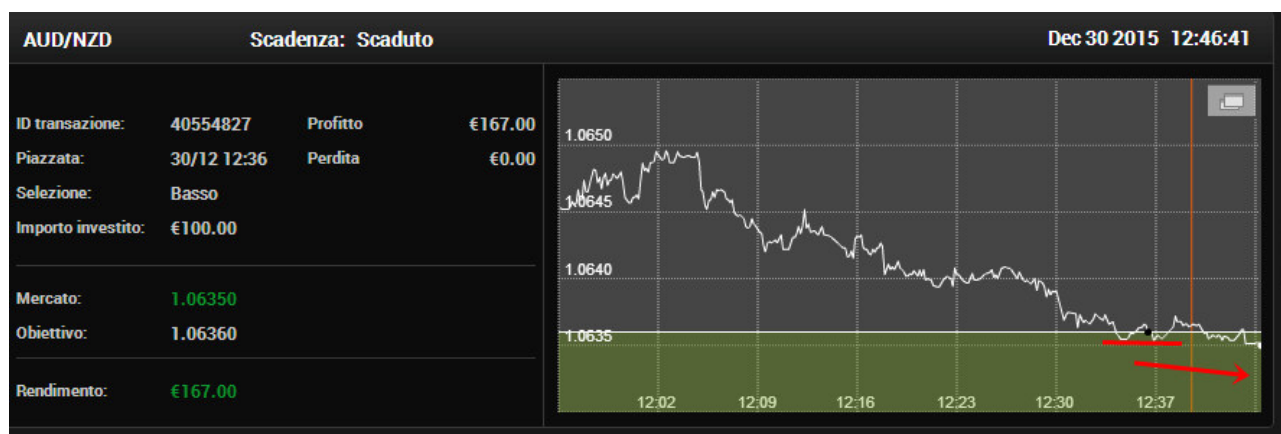 AUD/NZD Scadenza: Scaduto Dec 30 2015 12:46:41
ID transazione: 40554827 Profitto €167.00
Piazzata: 30/12 12:36 Perdita €0.00
Selezione: Basso
Importo investito: €100.00
Mercato: 1.06350
Obiettivo: 1.06360
Rendimento: €167.00
1.0650
1.0645
1.0640
1.0635
12:02 12:09 12:16 12:23 12:30 12:37